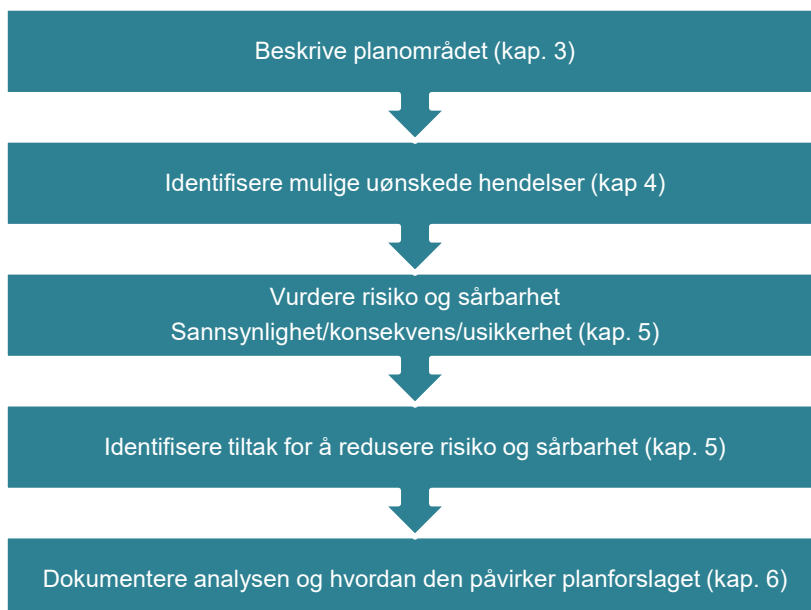 Beskrive planområdet (kap. 3)
Identifisere mulige uønskede hendelser (kap 4)
Vurdere risiko og sårbarhet
Sannsynlighet/konsekvens/usikkerhet (kap. 5)
Identifisere tiltak for å redusere risiko og sårbarhet (kap. 5)
Dokumentere analysen og hvordan den påvirker planforslaget (kap. 6)